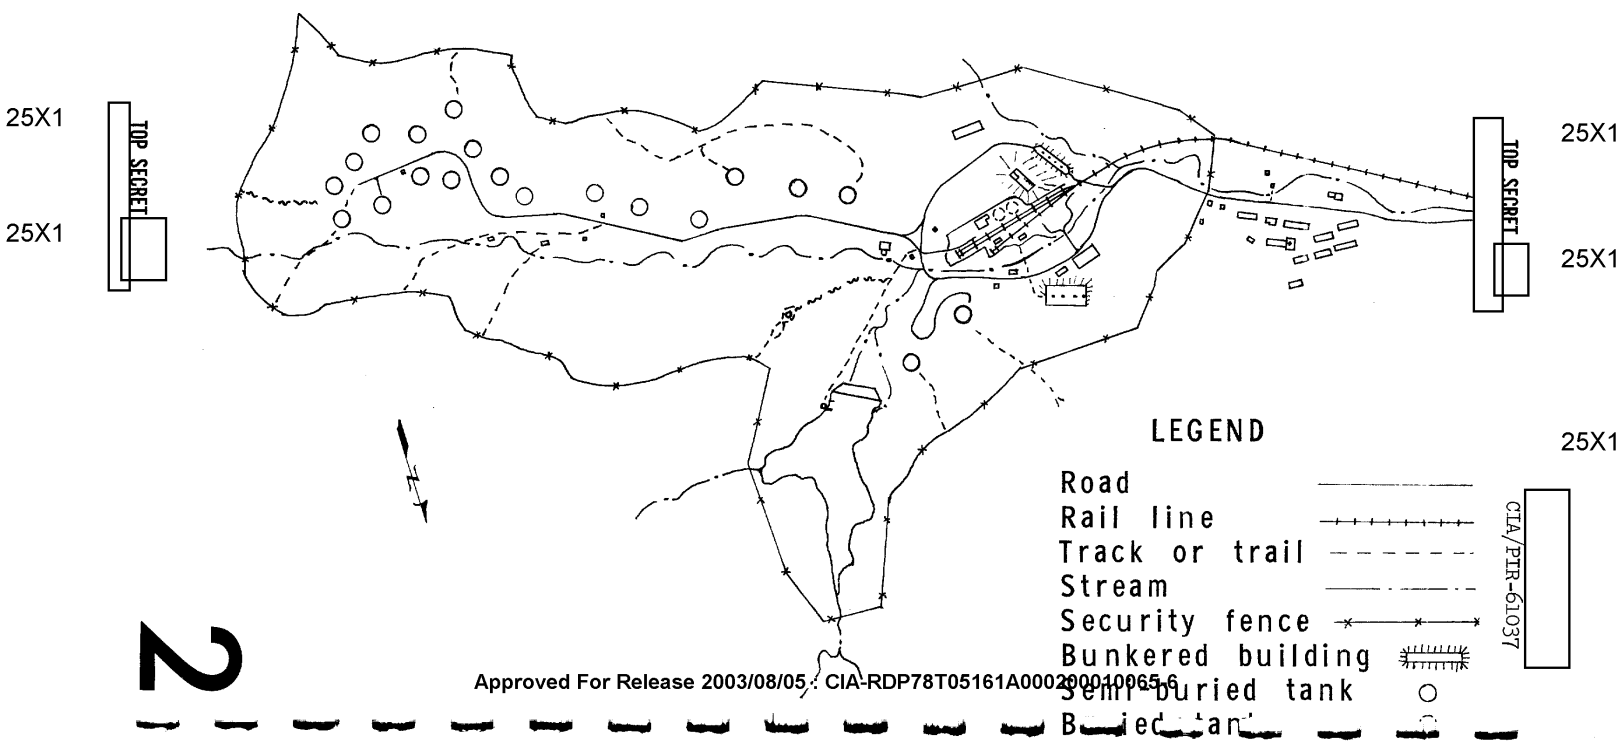 25X1
25X1
TOP SECRET
TOP SECRET
25X1
25X1
25X1
N
LEGEND
Road
Rail line
Track or trail
Stream
Security fence
Bunkered building
Semi-buried tank
CIA/PIR-61037
2
Approved For Release 2003/08/05 : CIA-RDP78T05161A000200010065-6